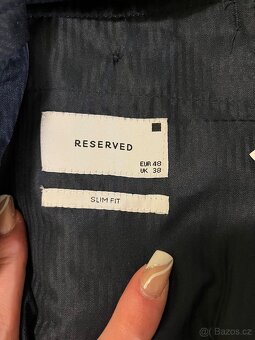 RESERVED
EUR 48
UK 38
SLIM FIT
Bazos.cz